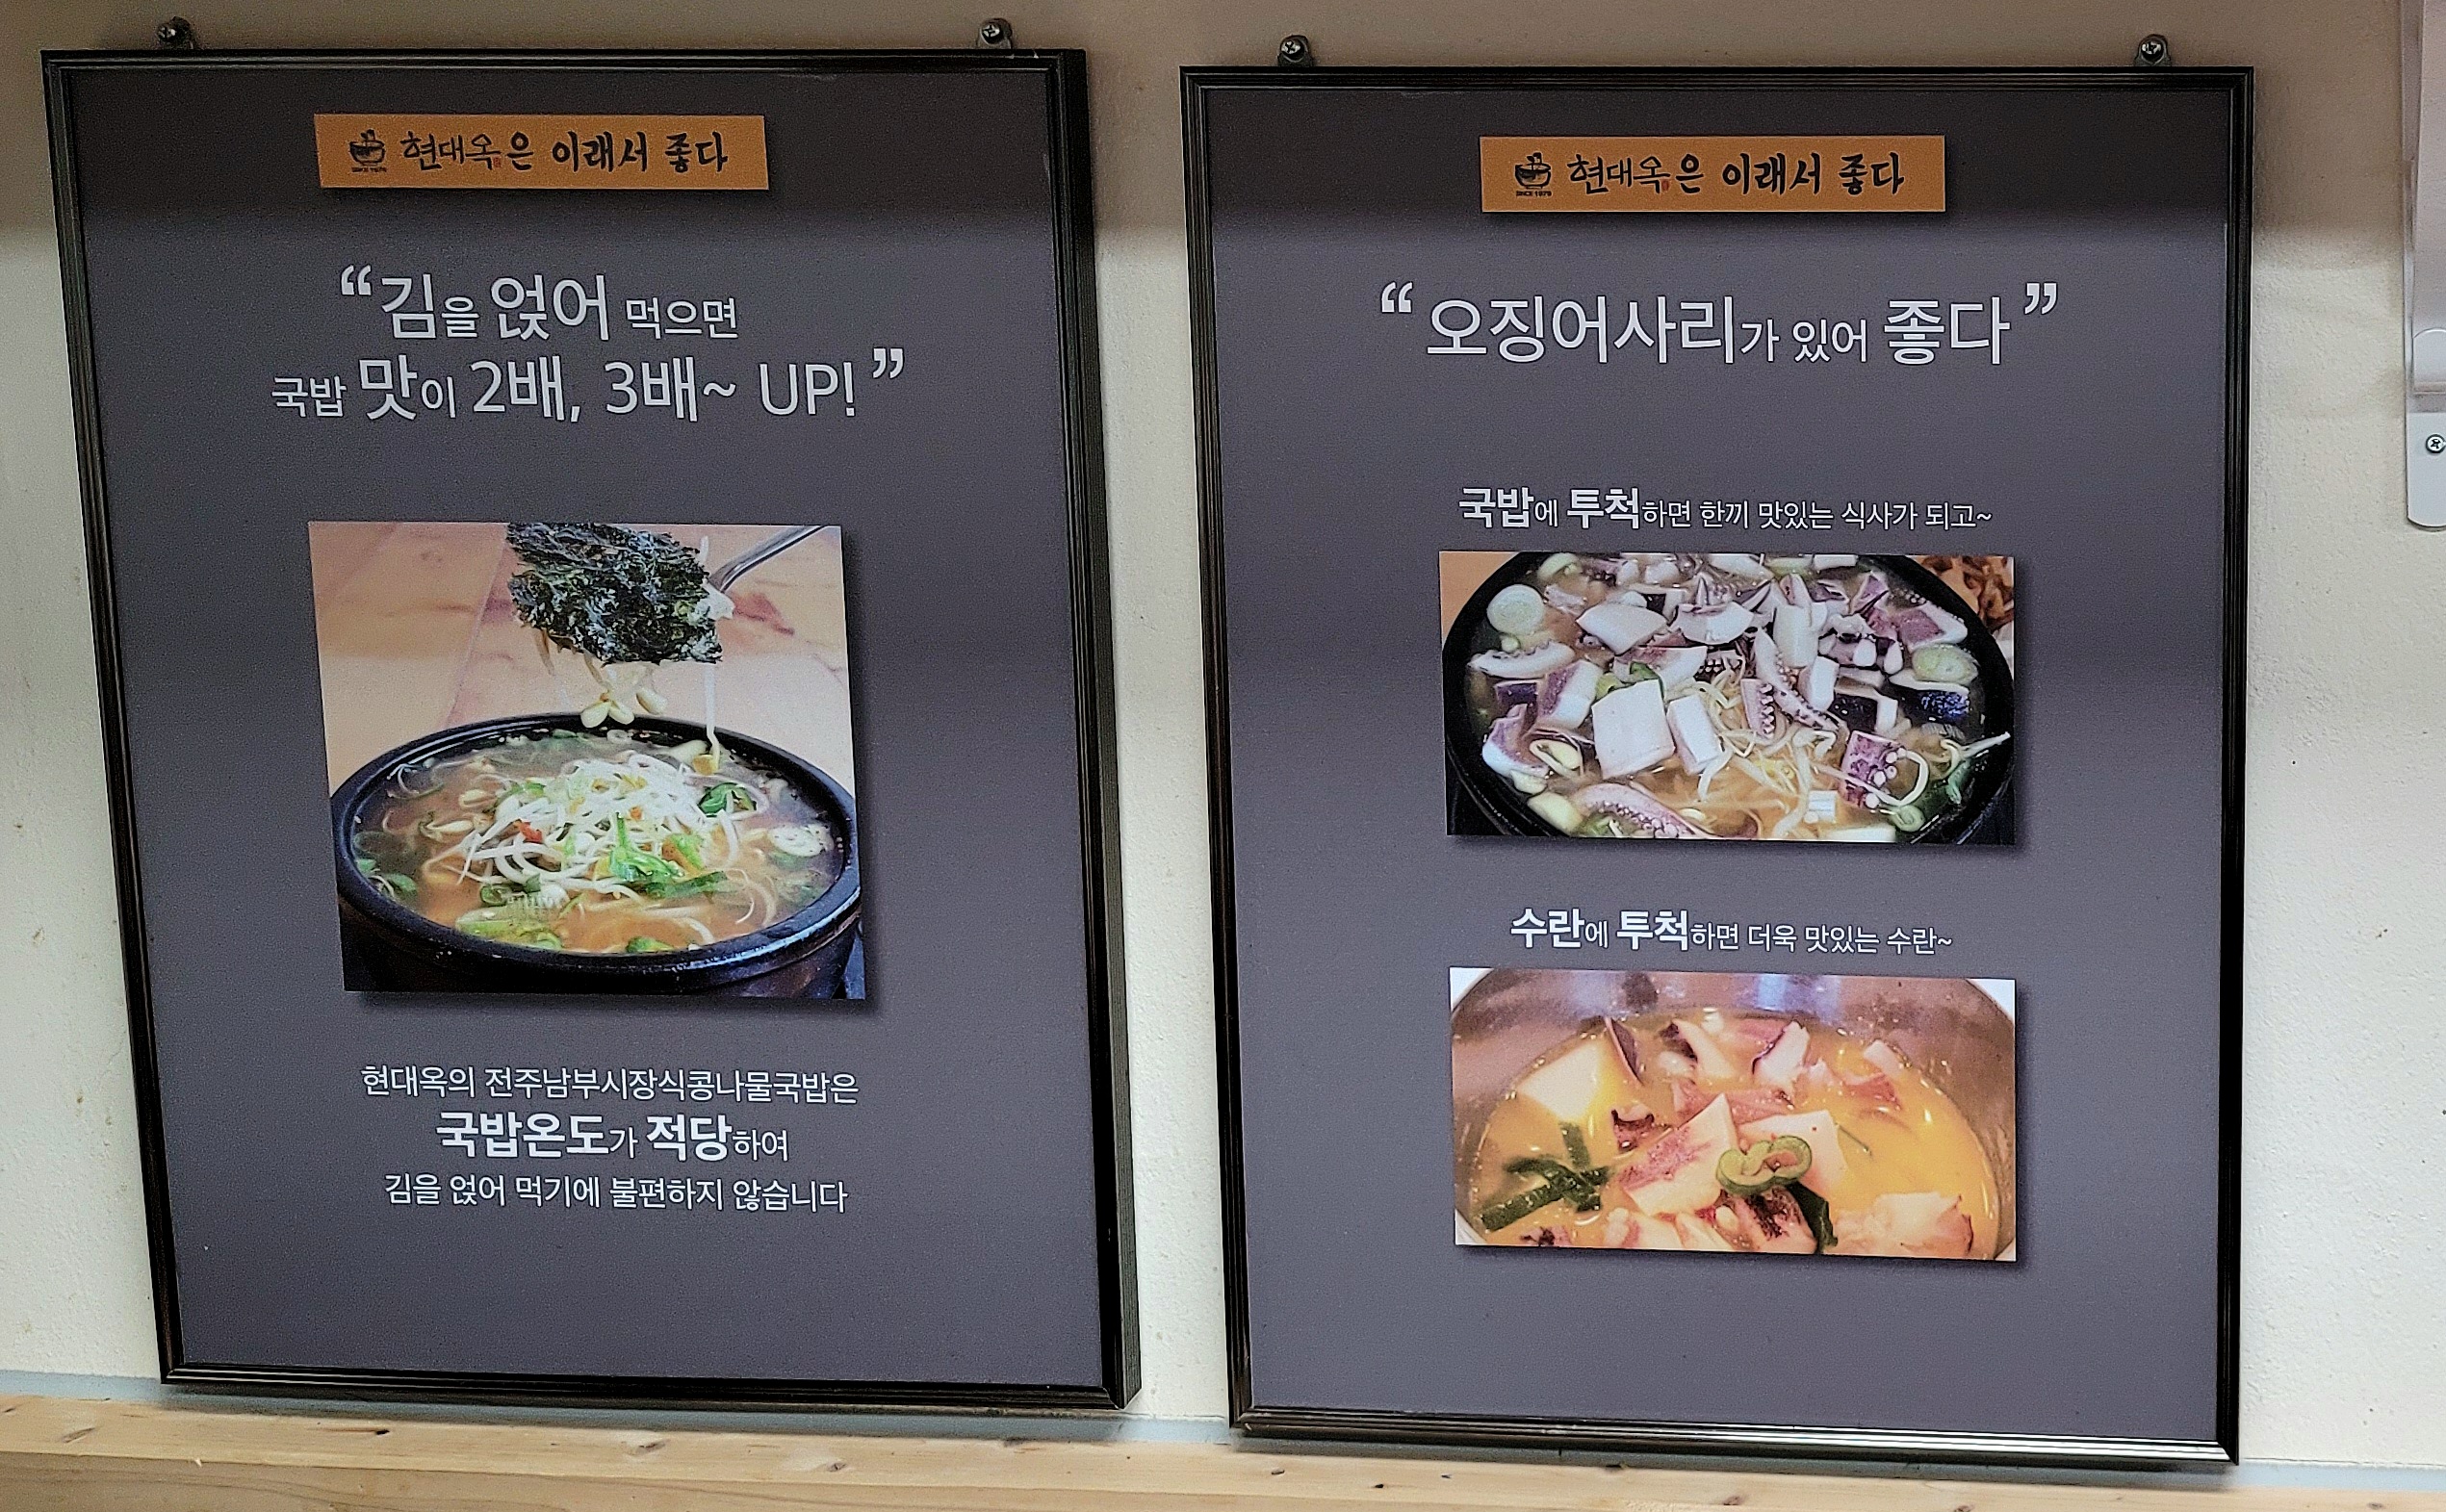 현대옥은 이래서 좋다
SINCE 1979
“김을 얹어 먹으면
국밥 맛이 2배, 3배~ UP!”
현대옥의 전주남부시장식콩나물국밥은
국밥온도가 적당하여
김을 얹어 먹기에 불편하지 않습니다
현대옥은 이래서 좋다
SINCE 1979
“오징어사리가 있어 좋다”
국밥에 투척하면 한끼 맛있는 식사가 되고~
수란에 투척하면 더욱 맛있는 수란~